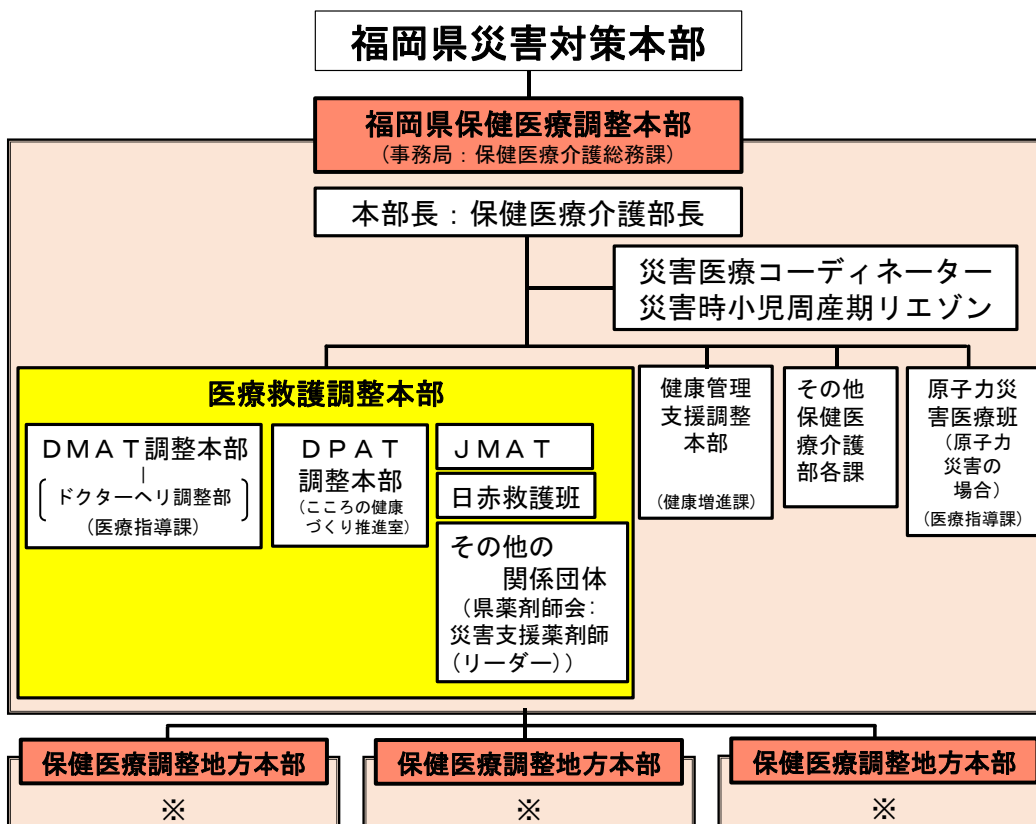 福岡県災害対策本部
福岡県保健医療調整本部
(事務局：保健医療介護総務課)
本部長：保健医療介護部長
災害医療コーディネーター
災害時小児周産期リエゾン
医療救護調整本部
ＤＭＡＴ調整本部
ドクターヘリ調整部
(医療指導課)
ＤＰＡＴ
調整本部
(こころの健康
づくり推進室)
ＪＭＡＴ
日赤救護班
その他の
関係団体
(県薬剤師会：
災害支援薬剤師
(リーダー))
健康管理
支援調整
本部
(健康増進課)
その他
保健医
療介護
部各課
原子力災
害医療班
(原子力
災害の
場合)
(医療指導課)
保健医療調整地方本部
※
保健医療調整地方本部
※
保健医療調整地方本部
※